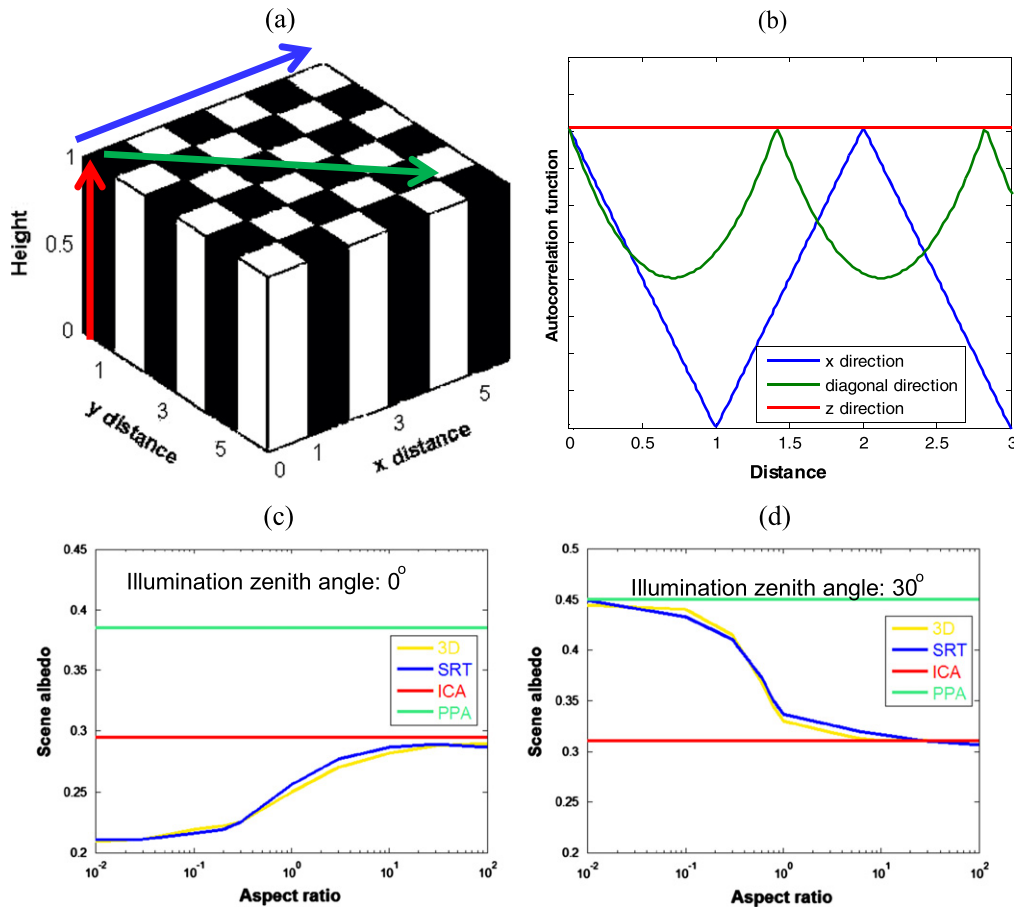 (a)
1
0.5
0
Height
1
3
5
y distance
0
1
3
5
x distance
(b)
Autocorrelation function
x direction
diagonal direction
z direction
0
0.5
1
1.5
2
2.5
3
Distance
(c)
0.45
0.4
0.35
0.3
0.25
0.2
Scene albedo
Illumination zenith angle: 0°
3D
SRT
ICA
PPA
10⁻²
10⁻¹
10⁰
10¹
10²
Aspect ratio
(d)
0.5
0.45
0.4
0.35
0.3
0.25
0.2
Scene albedo
Illumination zenith angle: 30°
3D
SRT
ICA
PPA
10⁻²
10⁻¹
10⁰
10¹
10²
Aspect ratio